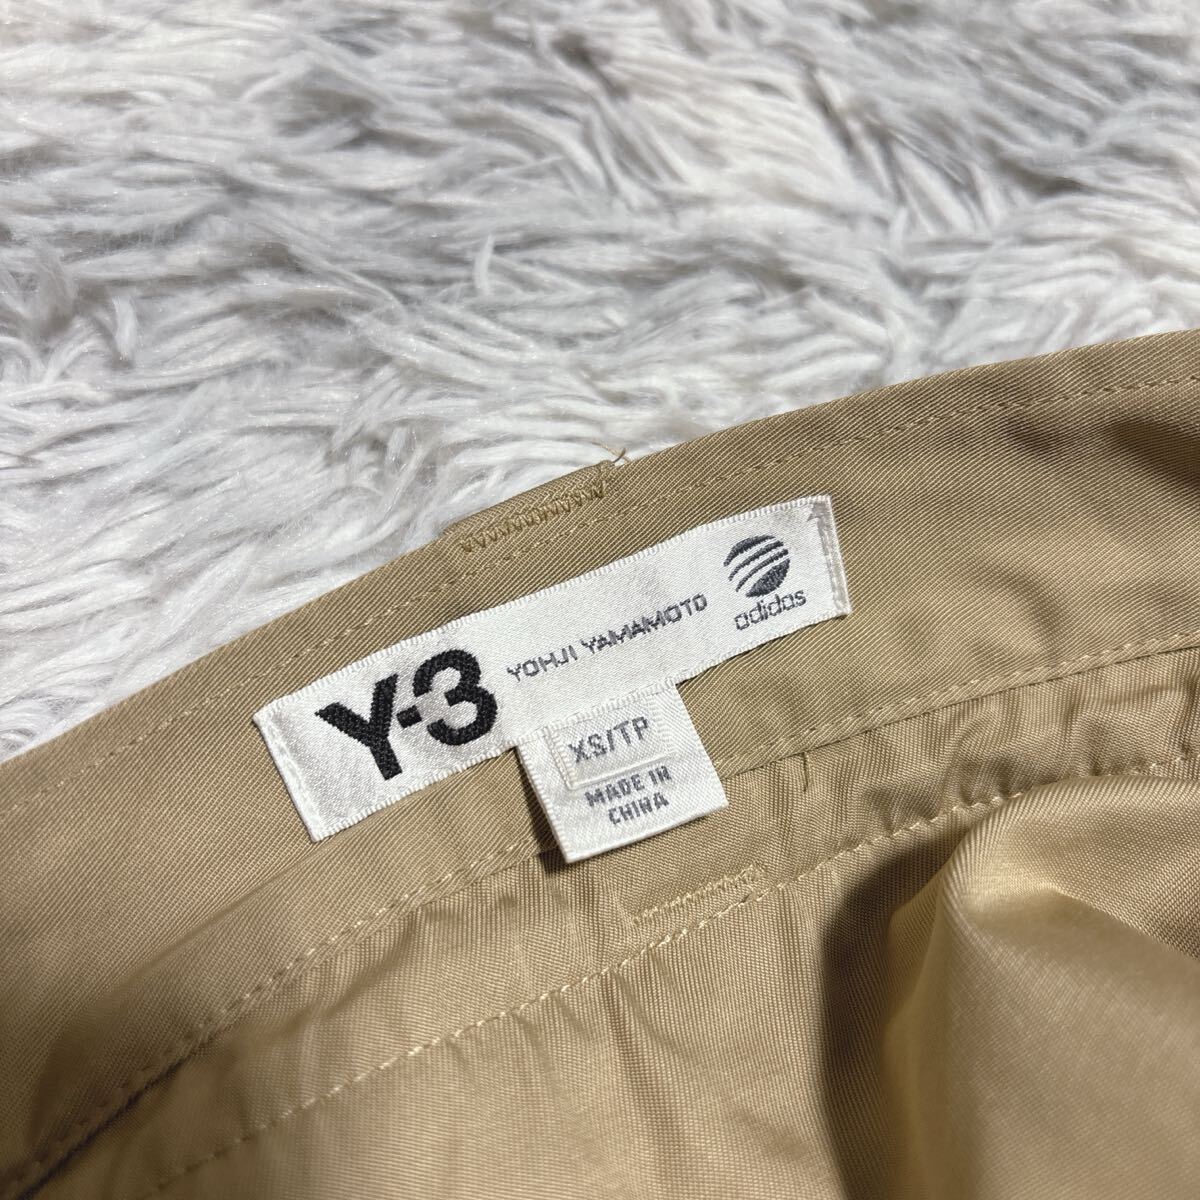 Y-3 YOHJI YAMAMOTO adidas
XS/TP
MADE IN
CHINA